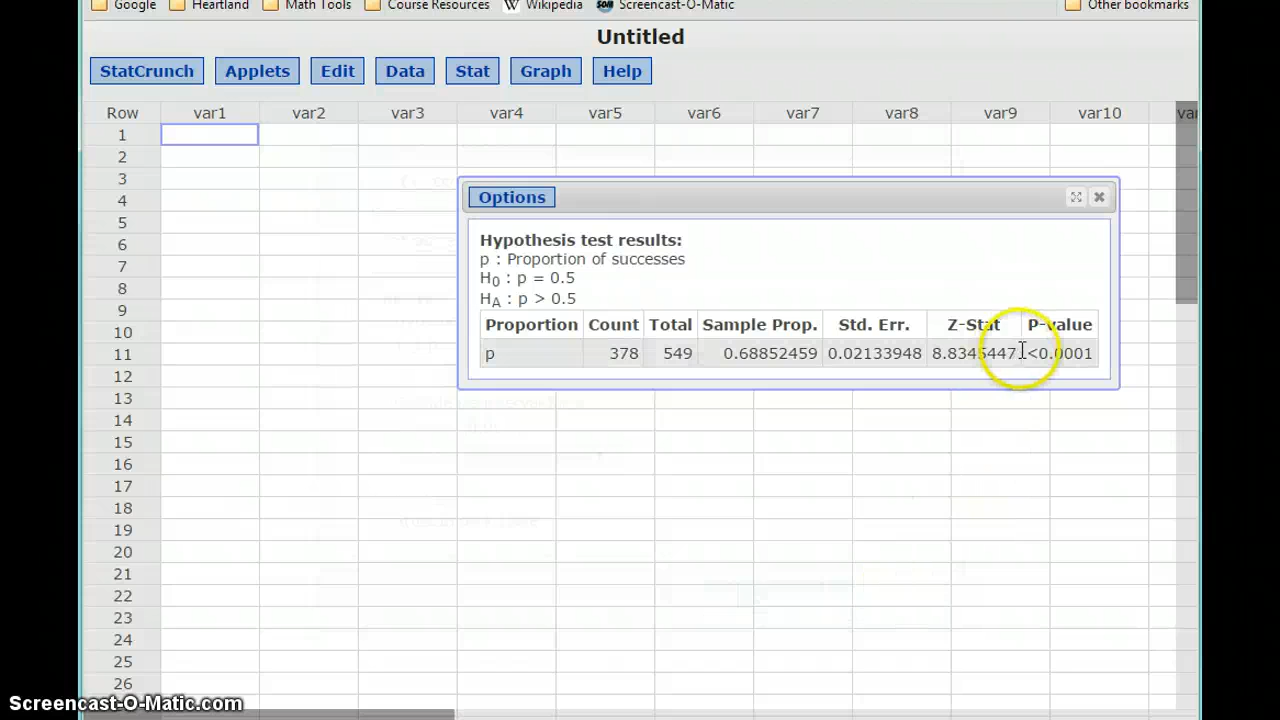 Google Heartland Math Tools Course Resources Wikipedia Screencast-O-Matic Other bookmarks
Untitled
StatCrunch Applets Edit Data Stat Graph Help
Row var1 var2 var3 var4 var5 var6 var7 var8 var9 var10
1
2
3
4
5
6
7
8
9
10
11
12
13
14
15
16
17
18
19
20
21
22
23
24
25
26
Options
Hypothesis test results:
p : Proportion of successes
H0 : p = 0.5
HA : p > 0.5
Proportion Count Total Sample Prop. Std. Err. Z-Stat P-value
p 378 549 0.68852459 0.02133948 8.8345447 <0.0001
Screencast-O-Matic.com